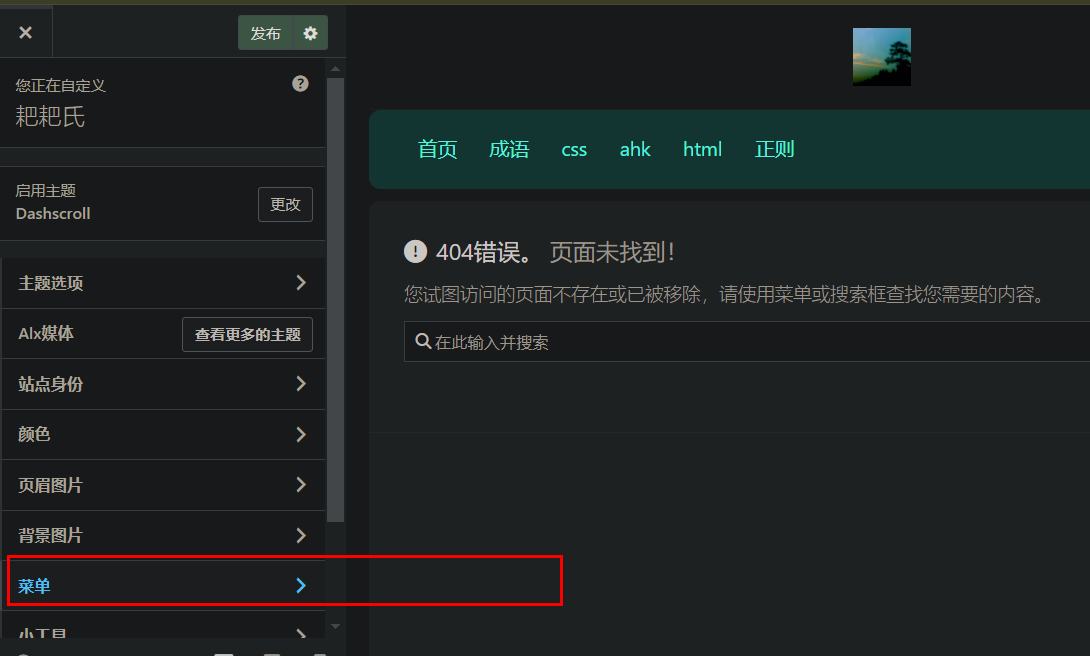 发布
您正在自定义
耙耙氏
启用主题
Dashscroll
更改
主题选项
Alx媒体
查看更多的主题
站点身份
颜色
页眉图片
背景图片
菜单
小工具
首页 成语 css ahk html 正则
404错误。 页面未找到！
您试图访问的页面不存在或已被移除，请使用菜单或搜索框查找您需要的内容。
在此输入并搜索